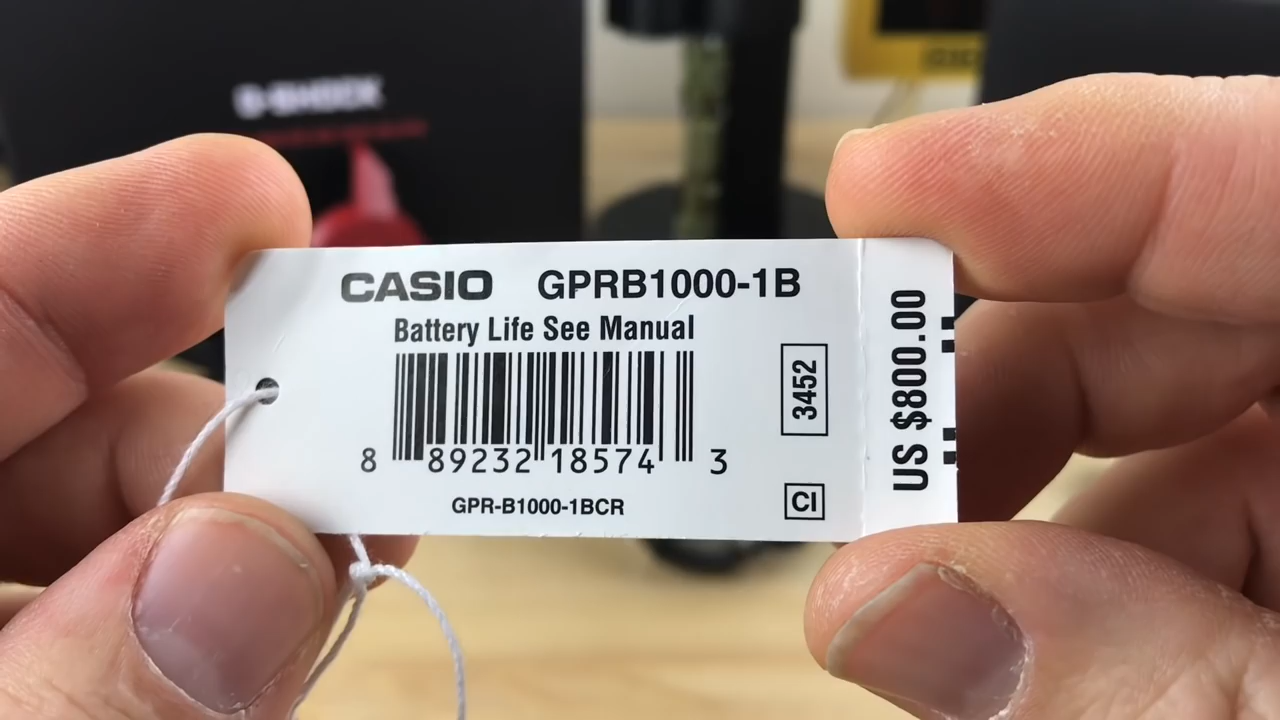 G-SHOCK
CASIO GPRB1000-1B
Battery Life See Manual
8 89232 18574 3
GPR-B1000-1BCR
3452
CI
US $800.00